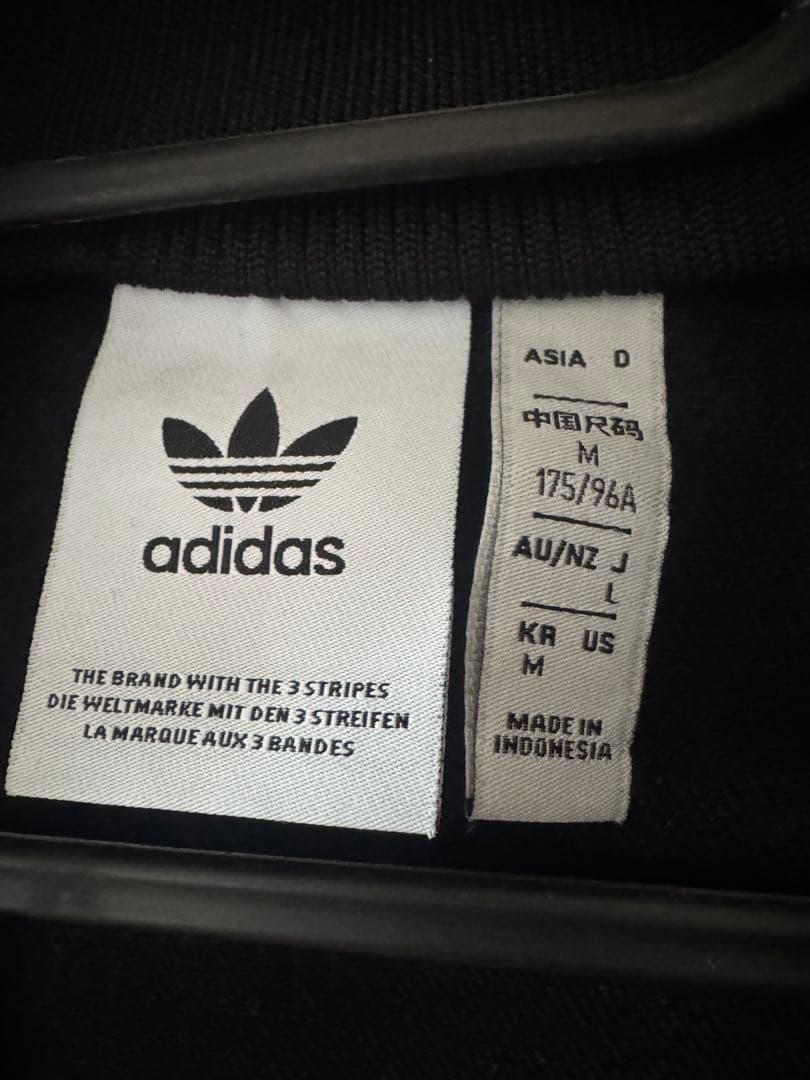 adidas
THE BRAND WITH THE 3 STRIPES
DIE WELTMARKE MIT DEN 3 STREIFEN
LA MARQUE AUX 3 BANDES
ASIA D
中国尺码
M
175/96A
AU/NZ J
L
KR US
M
MADE IN
INDONESIA